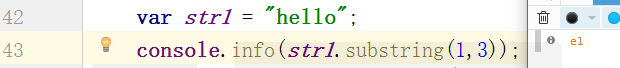 42 var str1 = "hello";
43 console.info(str1.substring(1,3));
el